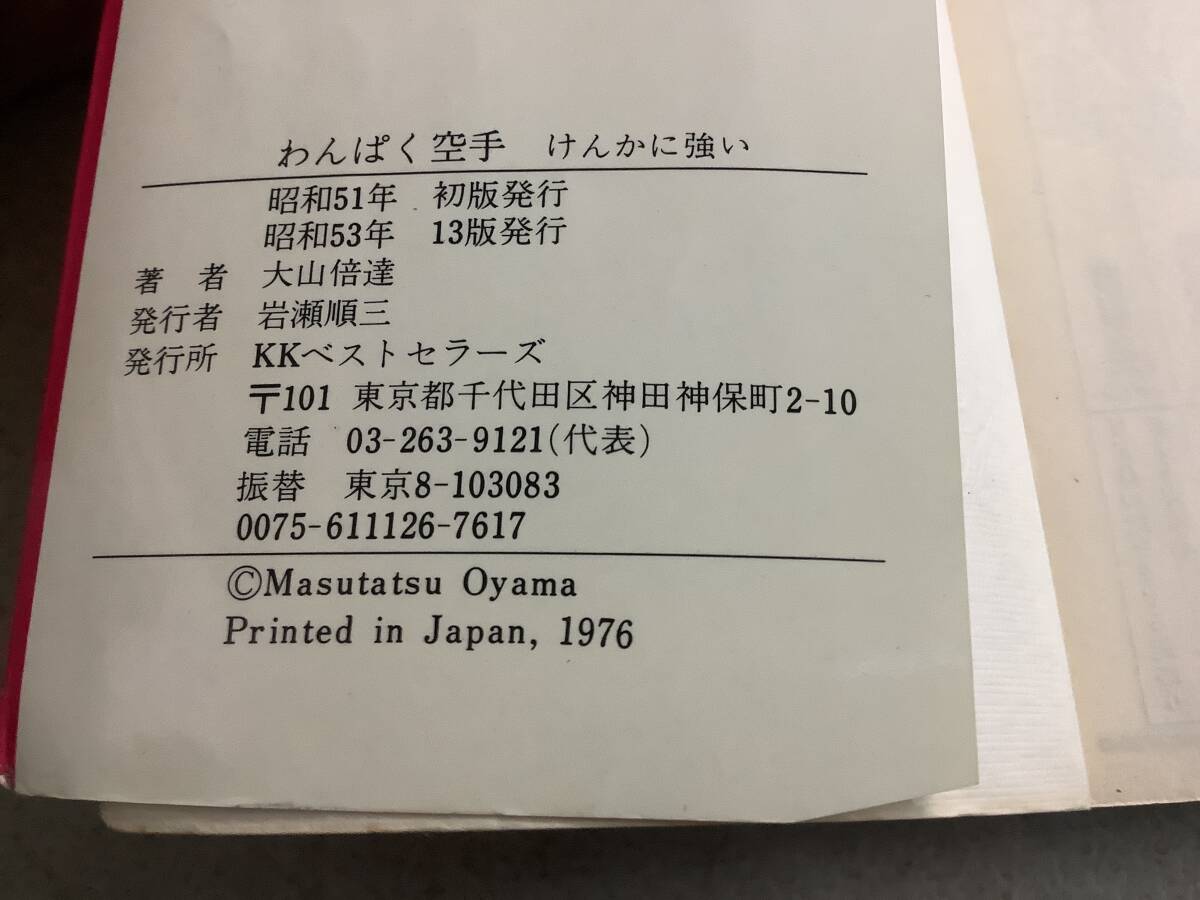 わんぱく空手 けんかに強い
昭和51年 初版発行
昭和53年 13版発行
著 者 大山倍達
発行者 岩瀬順三
発行所 KKベストセラーズ
〒101 東京都千代田区神田神保町2-10
電話 03-263-9121(代表)
振替 東京8-103083
0075-611126-7617
©Masutatsu Oyama
Printed in Japan, 1976